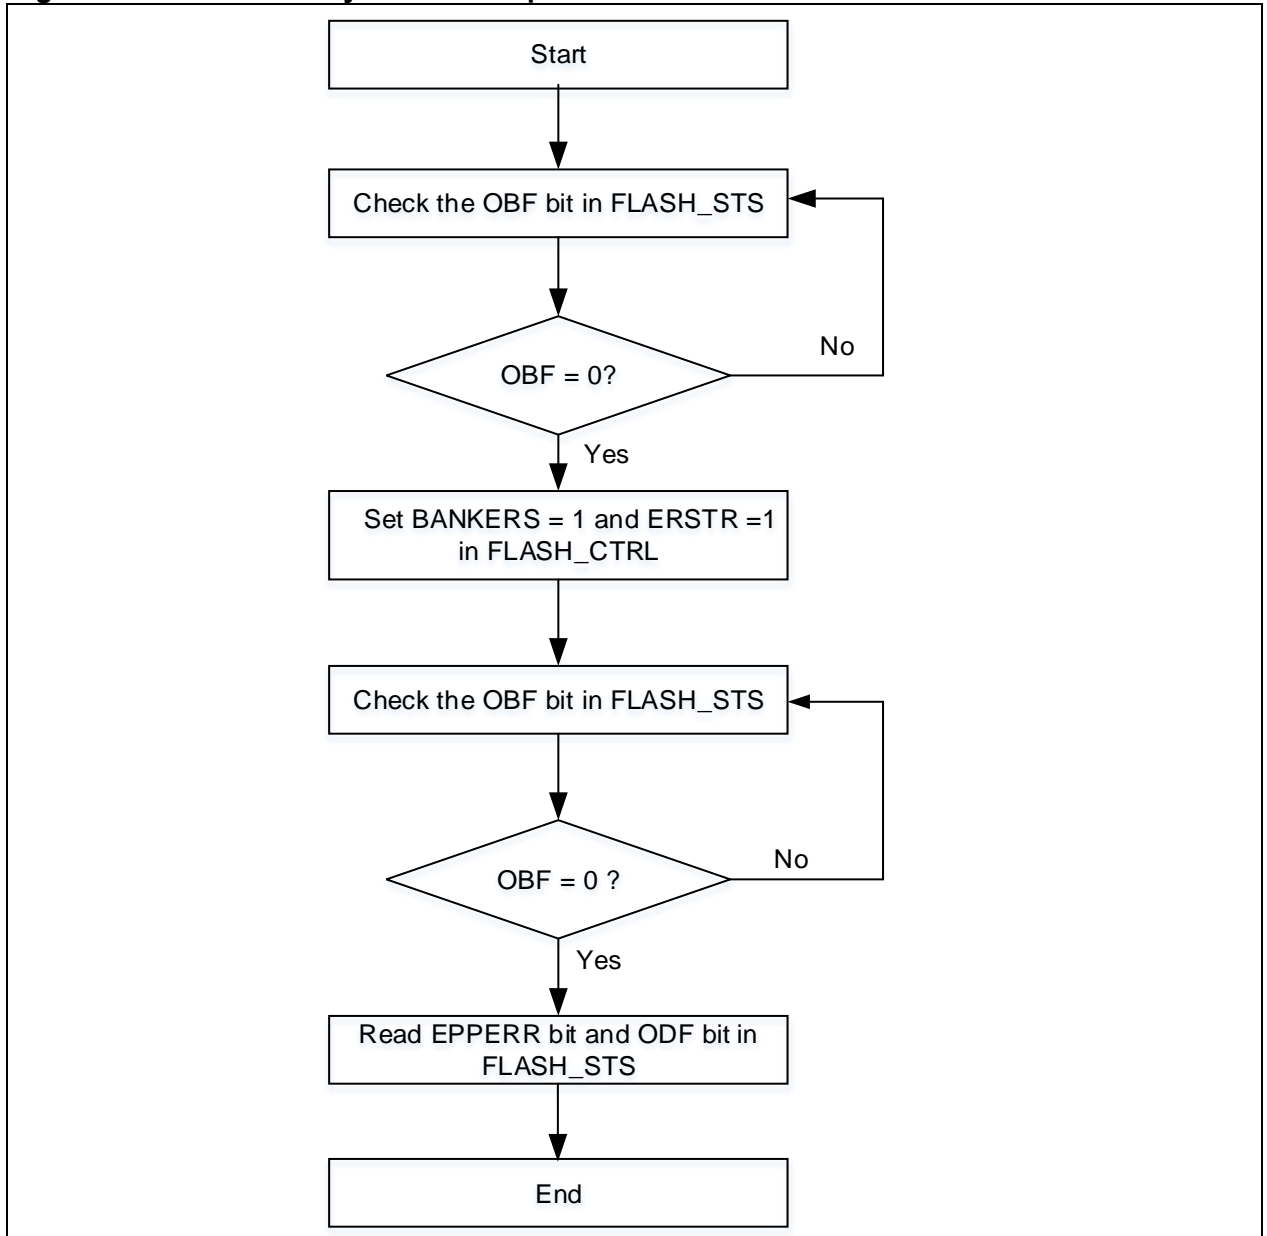 Start
Check the OBF bit in FLASH_STS
OBF = 0?
No
Yes
Set BANKERS = 1 and ERSTR =1
in FLASH_CTRL
Check the OBF bit in FLASH_STS
OBF = 0 ?
No
Yes
Read EPPERR bit and ODF bit in
FLASH_STS
End